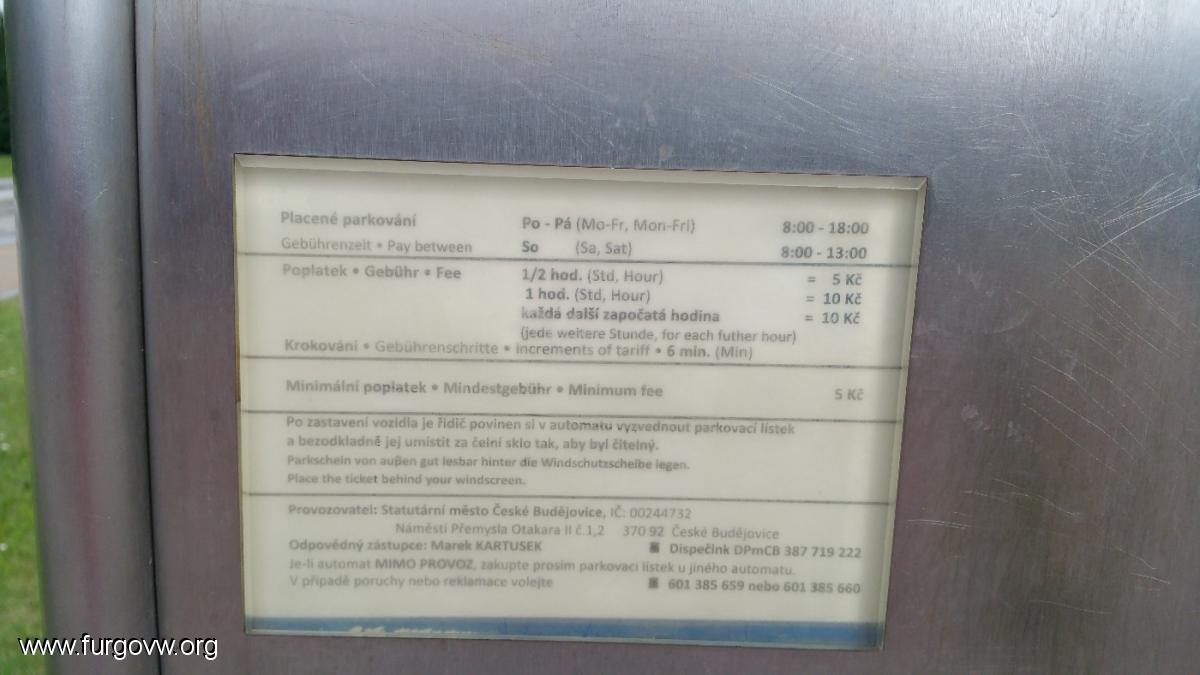 Placené parkování Po - Pá (Mo-Fr, Mon-Fri) 8:00 - 18:00
Gebührenzeit • Pay between So (Sa, Sat) 8:00 - 13:00
Poplatek • Gebühr • Fee 1/2 hod. (Std, Hour) = 5 Kč
1 hod. (Std, Hour) = 10 Kč
každá další započatá hodina = 10 Kč
(jede weitere Stunde, for each futher hour)
Krokování • Gebührenschritte • Increments of tariff • 6 min. (Min)
Minimální poplatek • Mindestgebühr • Minimum fee 5 Kč
Po zastavení vozidla je řidič povinen si v automatu vyzvednout parkovací lístek
a bezodkladně jej umístit za čelní sklo tak, aby byl čitelný.
Parkschein von außen gut lesbar hinter die Windschutzscheibe legen.
Place the ticket behind your windscreen.
Provozovatel: Statutární město České Budějovice, IČ: 00244732
Náměstí Přemysla Otakara II č.1,2 370 92 České Budějovice
Odpovědný zástupce: Marek KARTUSEK Dispečink DPmČB 387 719 222
Je-li automat MIMO PROVOZ, zakupte prosím parkovací lístek u jiného automatu.
V případě poruchy nebo reklamace volejte 601 385 659 nebo 601 385 660
www.furgovw.org